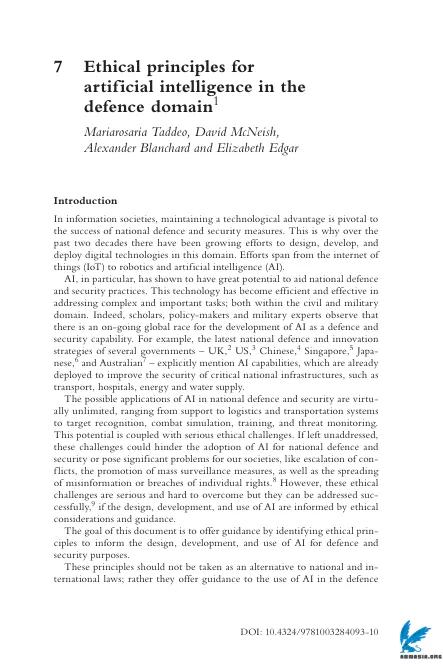 7 Ethical principles for
artificial intelligence in the
defence domain1
Mariarosaria Taddeo, David McNeish,
Alexander Blanchard and Elizabeth Edgar
Introduction
In information societies, maintaining a technological advantage is pivotal to
the success of national defence and security measures. This is why over the
past two decades there have been growing efforts to design, develop, and
deploy digital technologies in this domain. Efforts span from the internet of
things (IoT) to robotics and artificial intelligence (AI).
AI, in particular, has shown to have great potential to aid national defence
and security practices. This technology has become efficient and effective in
addressing complex and important tasks; both within the civil and military
domain. Indeed, scholars, policy-makers and military experts observe that
there is an on-going global race for the development of AI as a defence and
security capability. For example, the latest national defence and innovation
strategies of several governments – UK,2 US,3 Chinese,4 Singapore,5 Japa-
nese,6 and Australian7 – explicitly mention AI capabilities, which are already
deployed to improve the security of critical national infrastructures, such as
transport, hospitals, energy and water supply.
The possible applications of AI in national defence and security are virtu-
ally unlimited, ranging from support to logistics and transportation systems
to target recognition, combat simulation, training, and threat monitoring.
This potential is coupled with serious ethical challenges. If left unaddressed,
these challenges could hinder the adoption of AI for national defence and
security or pose significant problems for our societies, like escalation of con-
flicts, the promotion of mass surveillance measures, as well as the spreading
of misinformation or breaches of individual rights.8 However, these ethical
challenges are serious and hard to overcome but they can be addressed suc-
cessfully,9 if the design, development, and use of AI are informed by ethical
considerations and guidance.
The goal of this document is to offer guidance by identifying ethical prin-
ciples to inform the design, development, and use of AI for defence and
security purposes.
These principles should not be taken as an alternative to national and in-
ternational laws; rather they offer guidance to the use of AI in the defence
DOI: 10.4324/9781003284093-10